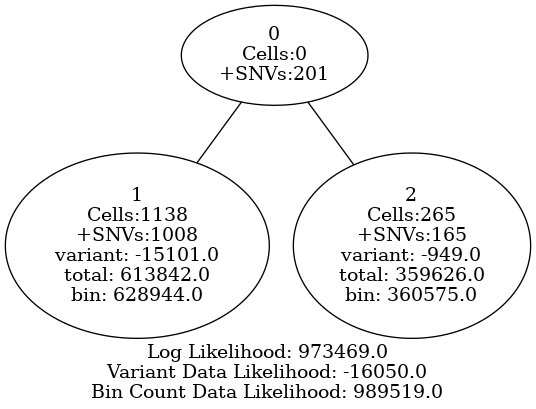 0
Cells:0
+SNVs:201
1
Cells:1138
+SNVs:1008
variant: -15101.0
total: 613842.0
bin: 628944.0
2
Cells:265
+SNVs:165
variant: -949.0
total: 359626.0
bin: 360575.0
Log Likelihood: 973469.0
Variant Data Likelihood: -16050.0
Bin Count Data Likelihood: 989519.0